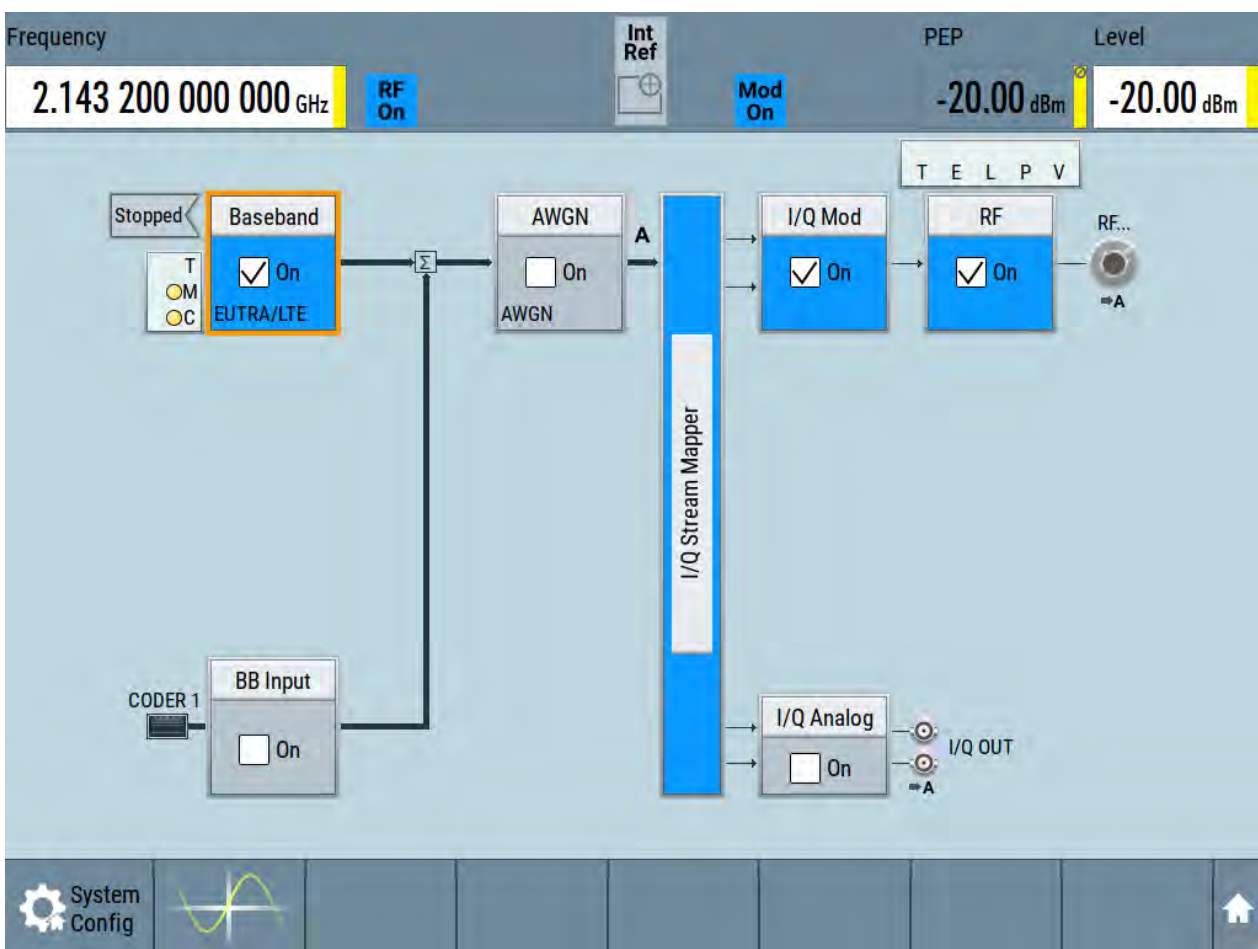 Frequency
Int
Ref
PEP
Level
2.143 200 000 000 GHz
RF
On
Mod
On
-20.00 dBm
-20.00 dBm
T E L P V
Stopped
Baseband
AWGN
A
I/Q Mod
RF
RF...
T
M
C
On
On
On
On
EUTRA/LTE
Σ
AWGN
⇒A
I/Q Stream Mapper
BB Input
CODER 1
On
I/Q Analog
On
I/Q OUT
⇒A
System
Config